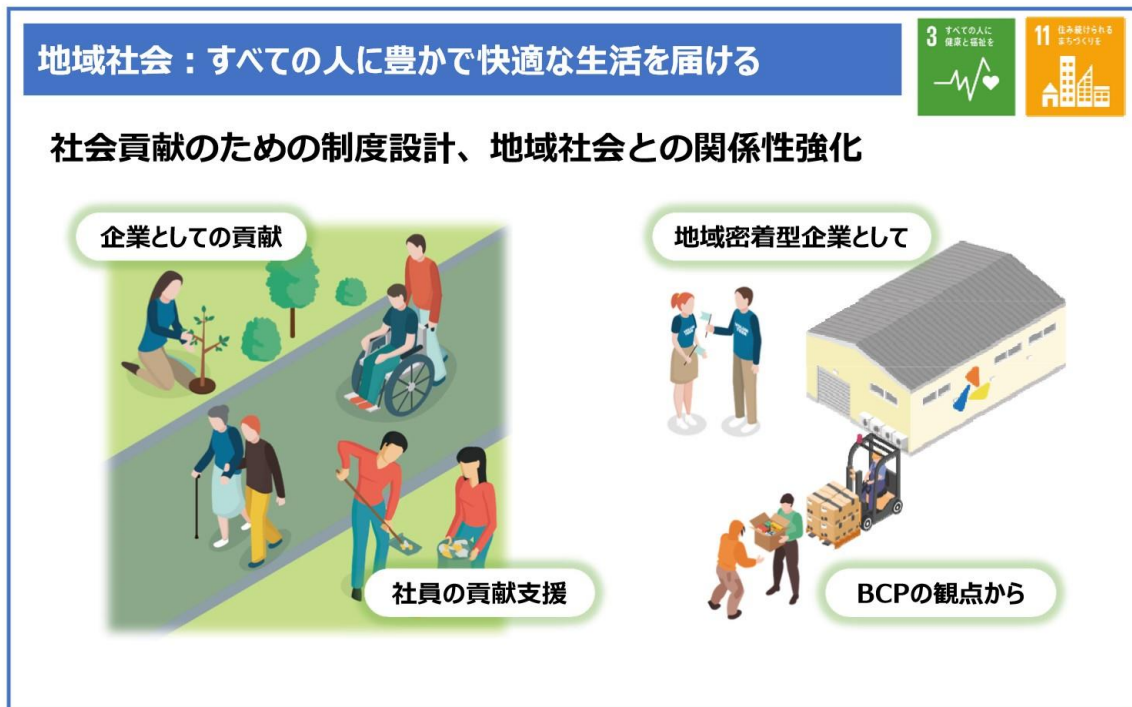 地域社会：すべての人に豊かで快適な生活を届ける
3 すべての人に
健康と福祉を
11 住み続けられる
まちづくりを
社会貢献のための制度設計、地域社会との関係性強化
企業としての貢献
地域密着型企業として
社員の貢献支援
BCPの観点から